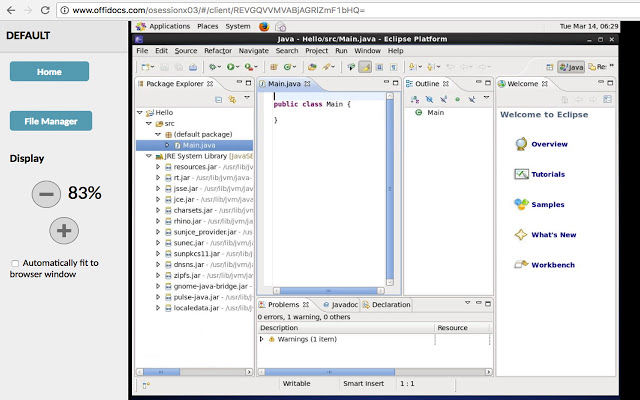 www.offidocs.com/osessionx03/#/client/REVGQVVMVABjAGRlZmF1bHQ=
DEFAULT
Home
File Manager
Display
83%
Automatically fit to
browser window
Applications Places System
Tue Mar 14, 06:29
Java - Hello/src/Main.java - Eclipse Platform
File Edit Source Refactor Navigate Search Project Run Window Help
Java Re:
Package Explorer
Hello
src
(default package)
Main.java
JRE System Library [JavaS
resources.jar - /usr/lib/jvm/
rt.jar - /usr/lib/jvm/java
jsse.jar - /usr/lib/jvm/java
jce.jar - /usr/lib/jvm/java
charsets.jar - /usr/lib/jvm
rhino.jar - /usr/lib/jvm/ja
sunjce_provider.jar - /usr
sunec.jar - /usr/lib/jvm/ja
sunpkcs11.jar - /usr/lib/j
dnsns.jar - /usr/lib/jvm/ja
zipfs.jar - /usr/lib/jvm/jav
gnome-java-bridge.jar - /
pulse-java.jar - /usr/lib/jv
localedata.jar - /usr/lib/jv
Main.java
public class Main {
}
Outline
Main
Welcome
Welcome to Eclipse
Overview
Tutorials
Samples
What's New
Workbench
Problems Javadoc Declaration
0 errors, 1 warning, 0 others
Description Resource
Warnings (1 item)
Writable Smart Insert 1 : 1